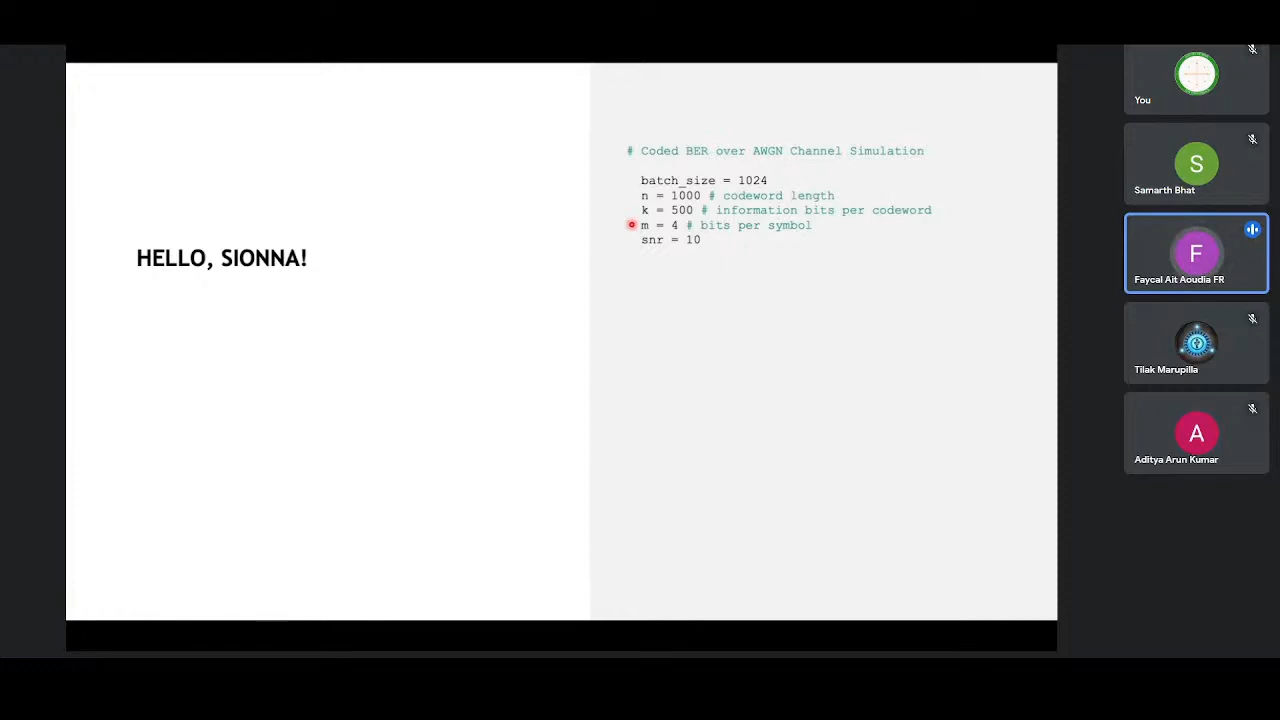 HELLO, SIONNA!
# Coded BER over AWGN Channel Simulation
batch_size = 1024
n = 1000 # codeword length
k = 500 # information bits per codeword
m = 4 # bits per symbol
snr = 10
You
S
Samarth Bhat
F
Faycal Ait Aoudia FR
Tilak Marupilla
A
Aditya Arun Kumar